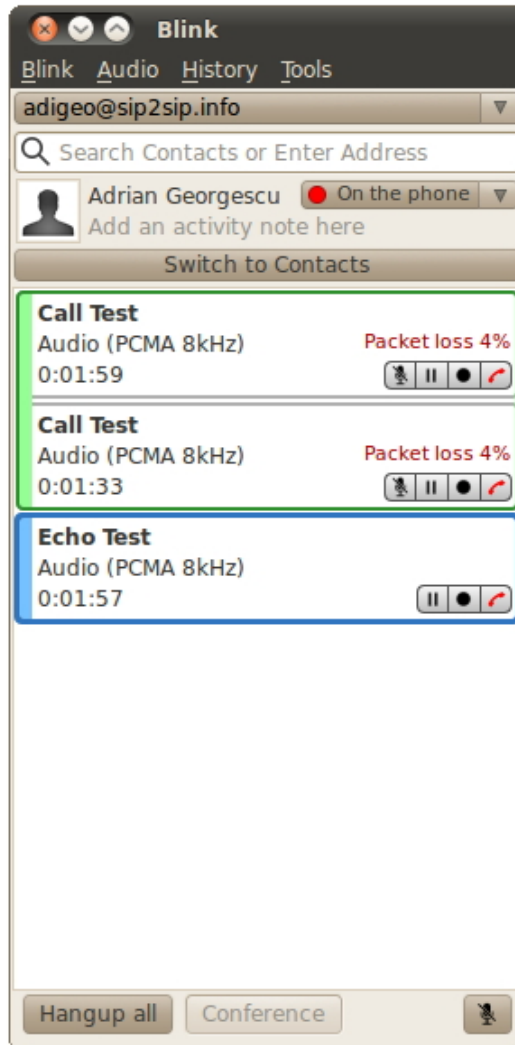 Blink
Blink Audio History Tools
adigeo@sip2sip.info
Search Contacts or Enter Address
Adrian Georgescu On the phone
Add an activity note here
Switch to Contacts
Call Test
Audio (PCMA 8kHz) Packet loss 4%
0:01:59
Call Test
Audio (PCMA 8kHz) Packet loss 4%
0:01:33
Echo Test
Audio (PCMA 8kHz)
0:01:57
Hangup all Conference